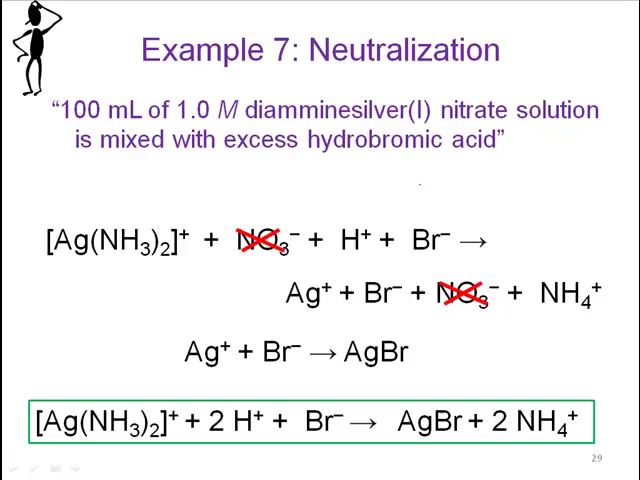 Example 7: Neutralization
“100 mL of 1.0 M diamminesilver(I) nitrate solution
is mixed with excess hydrobromic acid”
[Ag(NH₃)₂]⁺ + NO₃⁻ + H⁺ + Br⁻ →
Ag⁺ + Br⁻ + NO₃⁻ + NH₄⁺
Ag⁺ + Br⁻ → AgBr
[Ag(NH₃)₂]⁺ + 2 H⁺ + Br⁻ → AgBr + 2 NH₄⁺
29